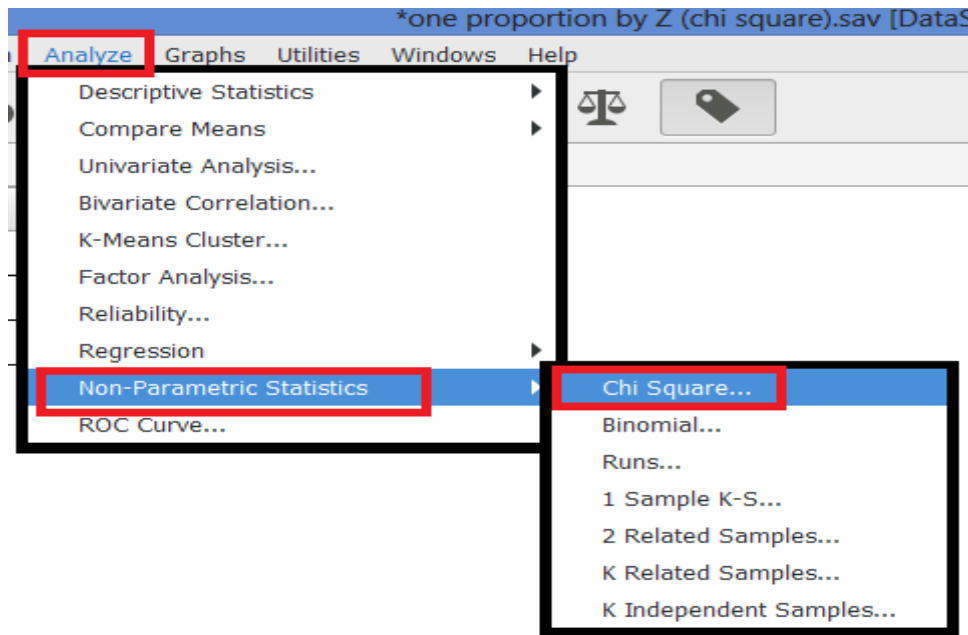 *one proportion by Z (chi square).sav [DataS
Analyze Graphs Utilities Windows Help
Descriptive Statistics
Compare Means
Univariate Analysis...
Bivariate Correlation...
K-Means Cluster...
Factor Analysis...
Reliability...
Regression
Non-Parametric Statistics
ROC Curve...
Chi Square...
Binomial...
Runs...
1 Sample K-S...
2 Related Samples...
K Related Samples...
K Independent Samples...